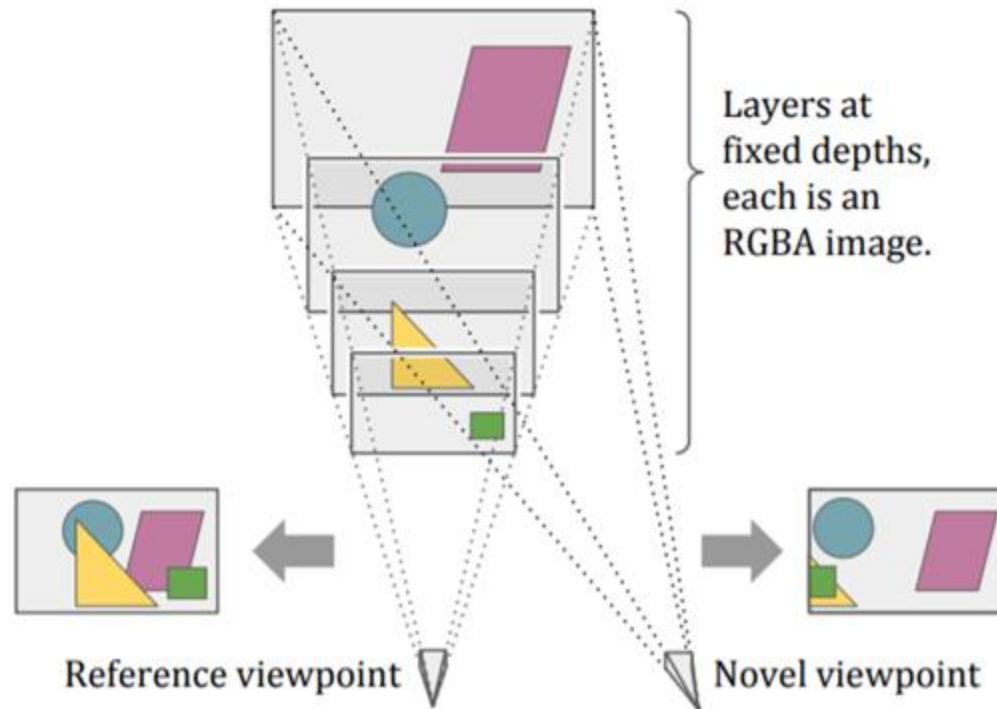 Layers at
fixed depths,
each is an
RGBA image.
Reference viewpoint
Novel viewpoint